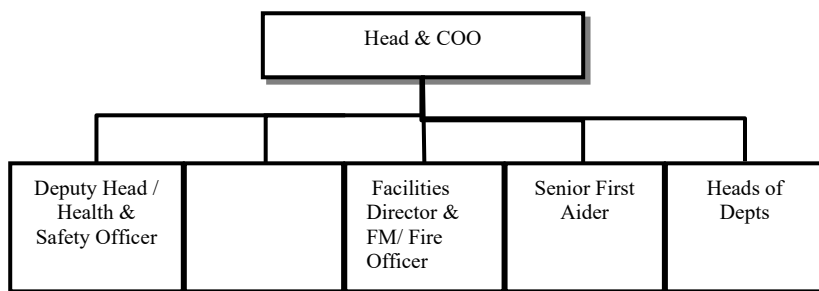 Head & COO
Deputy Head /
Health &
Safety Officer
Facilities
Director &
FM/ Fire
Officer
Senior First
Aider
Heads of
Depts